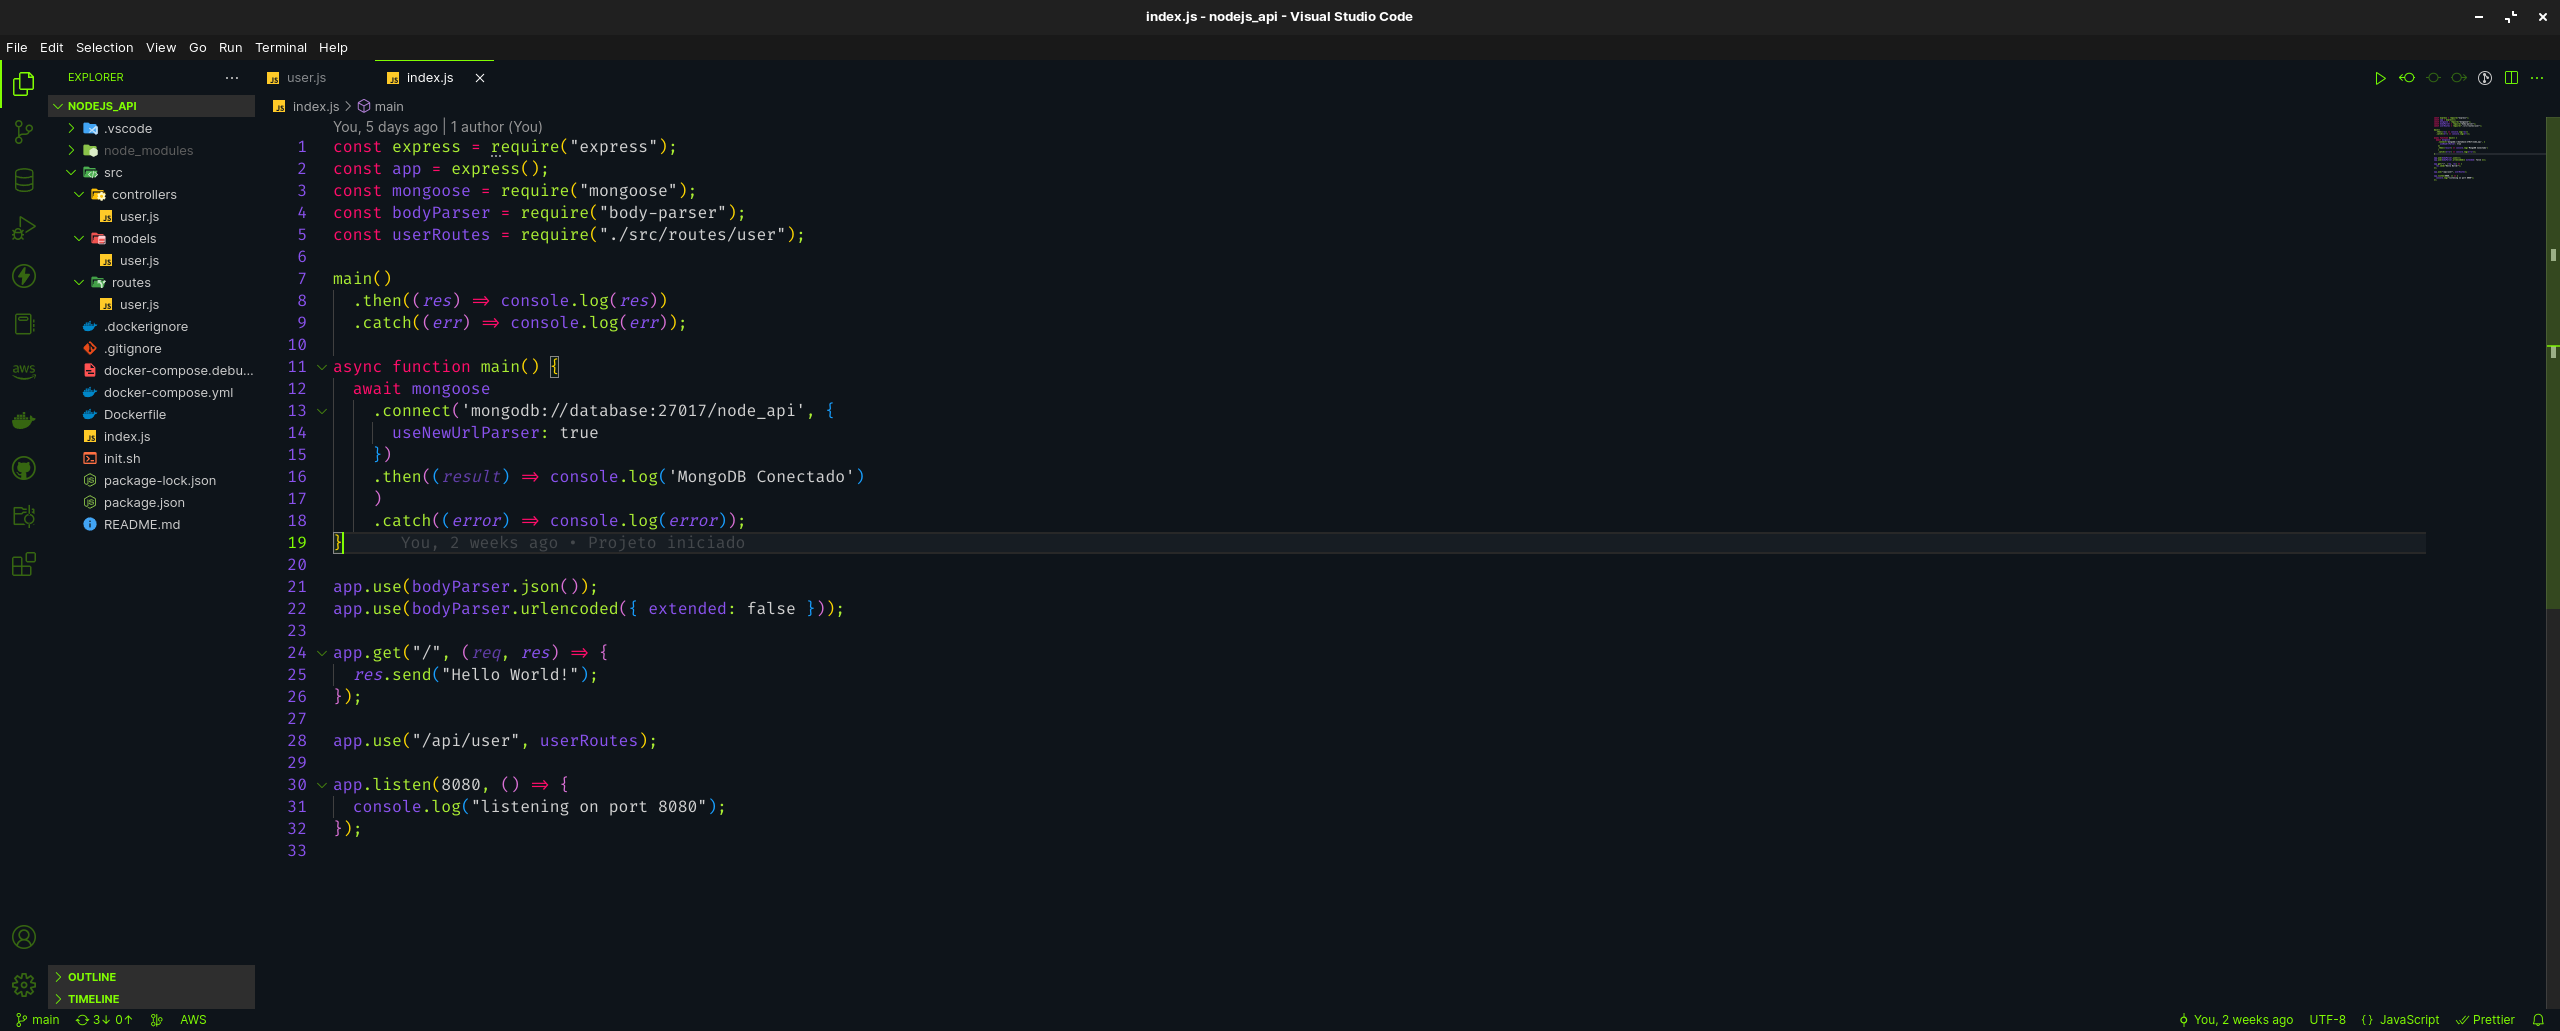 index.js - nodejs_api - Visual Studio Code
File Edit Selection View Go Run Terminal Help
EXPLORER
user.js
index.js
NODEJS_API
.vscode
node_modules
src
controllers
user.js
models
user.js
routes
user.js
.dockerignore
.gitignore
docker-compose.debu...
docker-compose.yml
Dockerfile
index.js
init.sh
package-lock.json
package.json
README.md
aws
OUTLINE
TIMELINE
index.js > main
You, 5 days ago | 1 author (You)
1 const express = require("express");
2 const app = express();
3 const mongoose = require("mongoose");
4 const bodyParser = require("body-parser");
5 const userRoutes = require("./src/routes/user");
6
7 main()
8 .then((res) => console.log(res))
9 .catch((err) => console.log(err));
10
11 async function main() {
12 await mongoose
13 .connect('mongodb://database:27017/node_api', {
14 useNewUrlParser: true
15 })
16 .then((result) => console.log('MongoDB Conectado')
17 )
18 .catch((error) => console.log(error));
19 } You, 2 weeks ago • Projeto iniciado
20
21 app.use(bodyParser.json());
22 app.use(bodyParser.urlencoded({ extended: false }));
23
24 app.get("/", (req, res) => {
25 res.send("Hello World!");
26 });
27
28 app.use("/api/user", userRoutes);
29
30 app.listen(8080, () => {
31 console.log("listening on port 8080");
32 });
33
main 3↓ 0↑ AWS
You, 2 weeks ago UTF-8 {} JavaScript Prettier